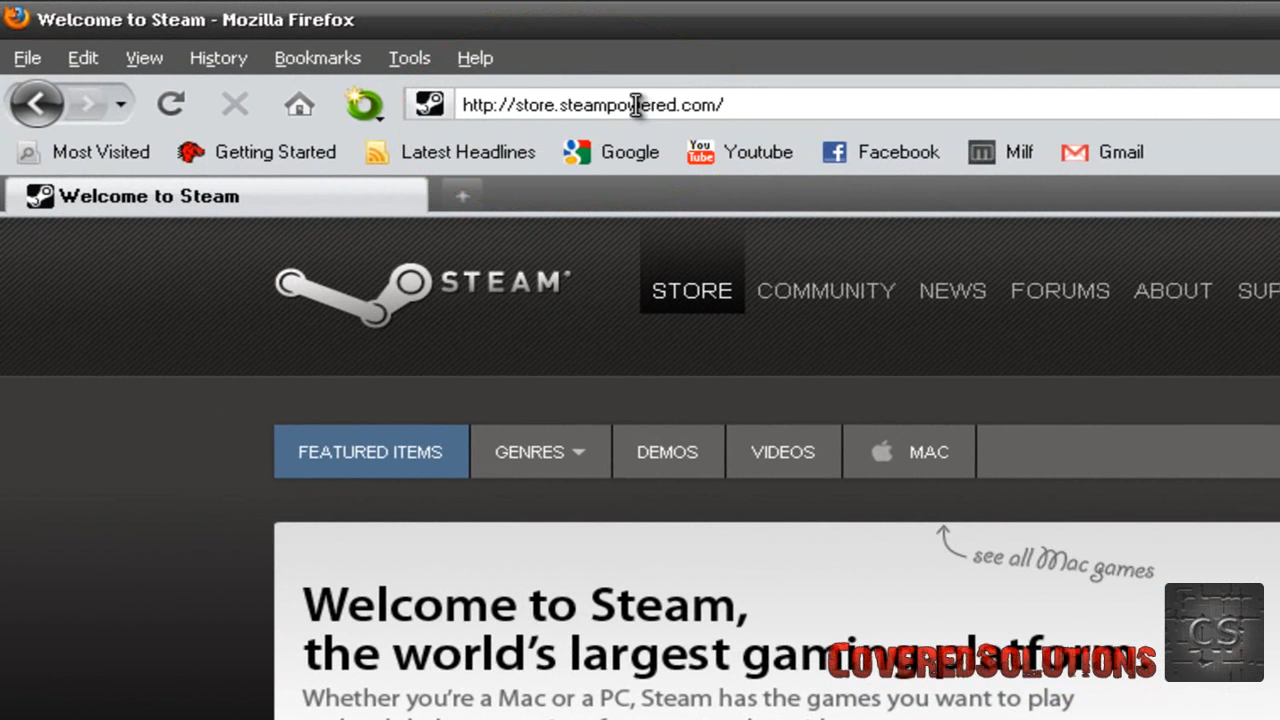 Welcome to Steam - Mozilla Firefox
File Edit View History Bookmarks Tools Help
http://store.steampowered.com/
Most Visited Getting Started Latest Headlines Google You Tube Youtube Facebook m Milf Gmail
Welcome to Steam
STEAM STORE COMMUNITY NEWS FORUMS ABOUT SUP
FEATURED ITEMS GENRES DEMOS VIDEOS MAC
see all Mac games
Welcome to Steam,
the world's largest gaming platform
CS
COVEREDSOLUTIONS
Whether you're a Mac or a PC, Steam has the games you want to play